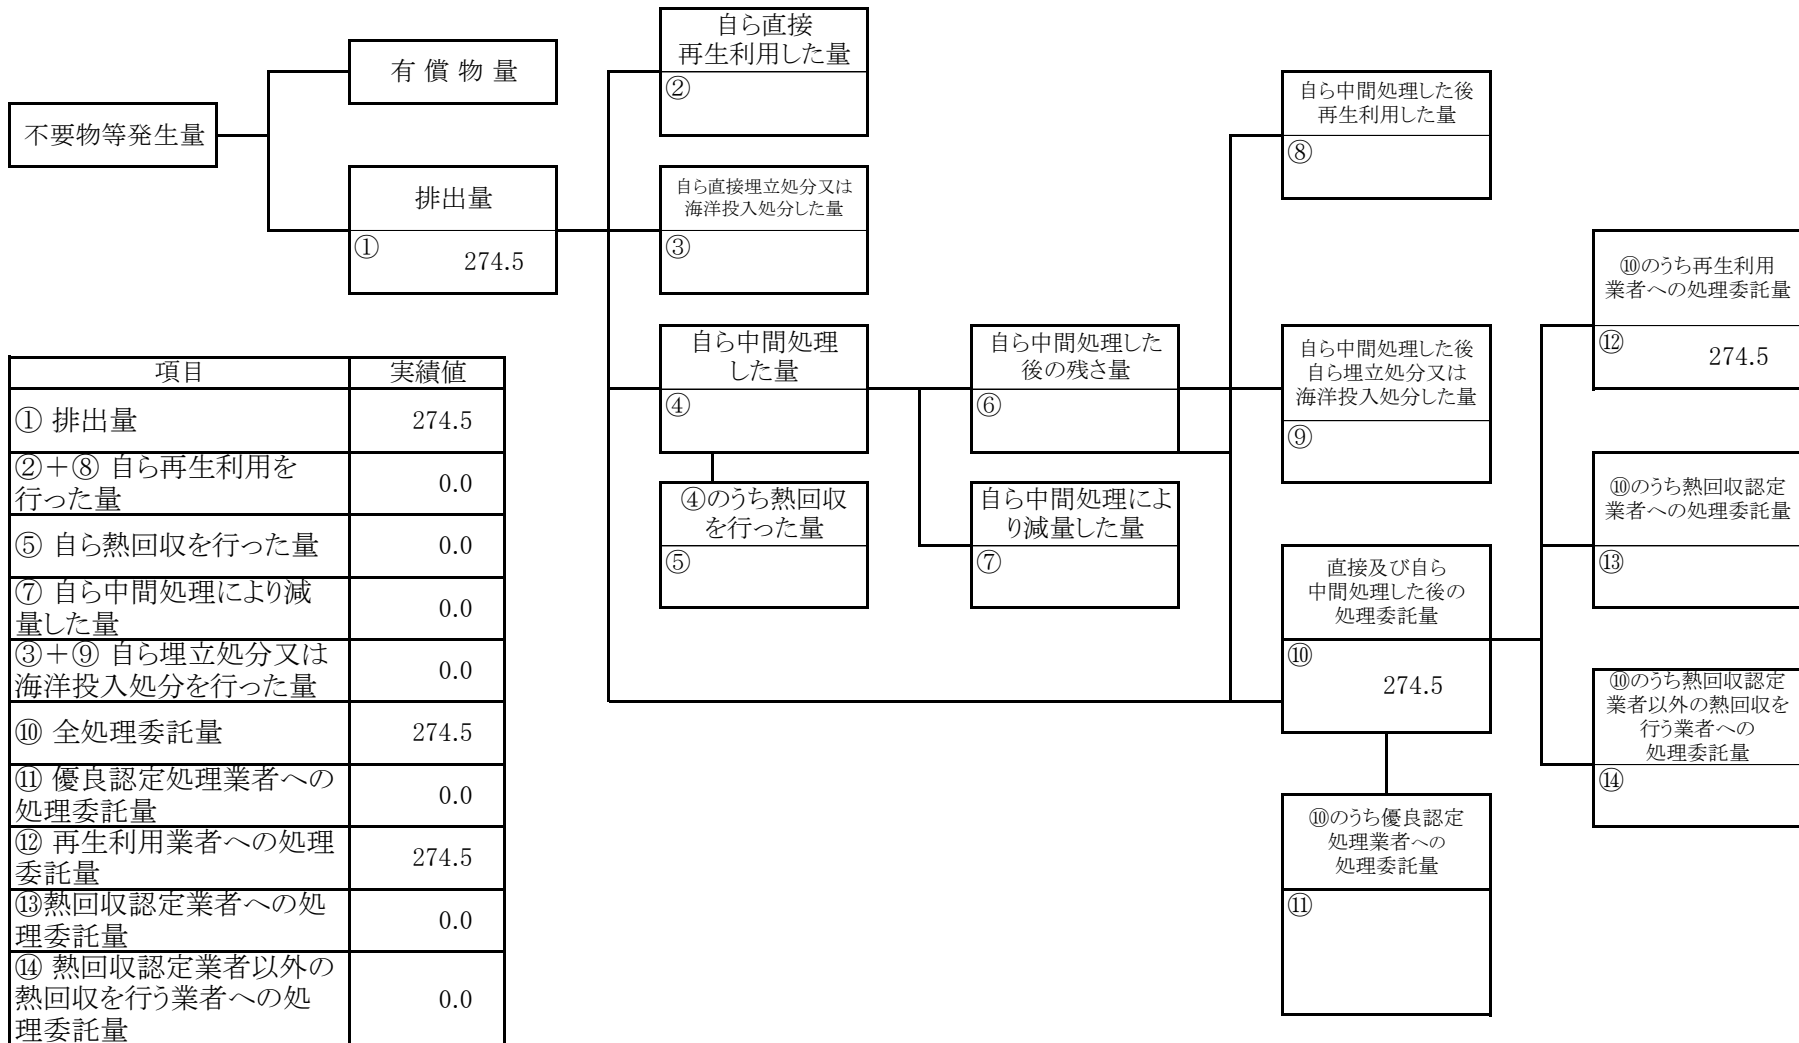 不要物等発生量
有 償 物 量
排出量
①
274.5
自ら直接
再生利用した量
②
自ら直接埋立処分又は
海洋投入処分した量
③
自ら中間処理
した量
④
④のうち熱回収
を行った量
⑤
自ら中間処理した
後の残さ量
⑥
自ら中間処理によ
り減量した量
⑦
自ら中間処理した後
再生利用した量
⑧
自ら中間処理した後
自ら埋立処分又は
海洋投入処分した量
⑨
直接及び自ら
中間処理した後の
処理委託量
⑩
274.5
⑩のうち優良認定
処理業者への
処理委託量
⑪
⑩のうち再生利用
業者への処理委託量
⑫
274.5
⑩のうち熱回収認定
業者への処理委託量
⑬
⑩のうち熱回収認定
業者以外の熱回収を
行う業者への
処理委託量
⑭
項目 実績値
① 排出量 274.5
②＋⑧ 自ら再生利用を
行った量 0.0
⑤ 自ら熱回収を行った量 0.0
⑦ 自ら中間処理により減
量した量 0.0
③＋⑨ 自ら埋立処分又は
海洋投入処分を行った量 0.0
⑩ 全処理委託量 274.5
⑪ 優良認定処理業者への
処理委託量 0.0
⑫ 再生利用業者への処理
委託量 274.5
⑬熱回収認定業者への処
理委託量 0.0
⑭ 熱回収認定業者以外の
熱回収を行う業者への処
理委託量 0.0